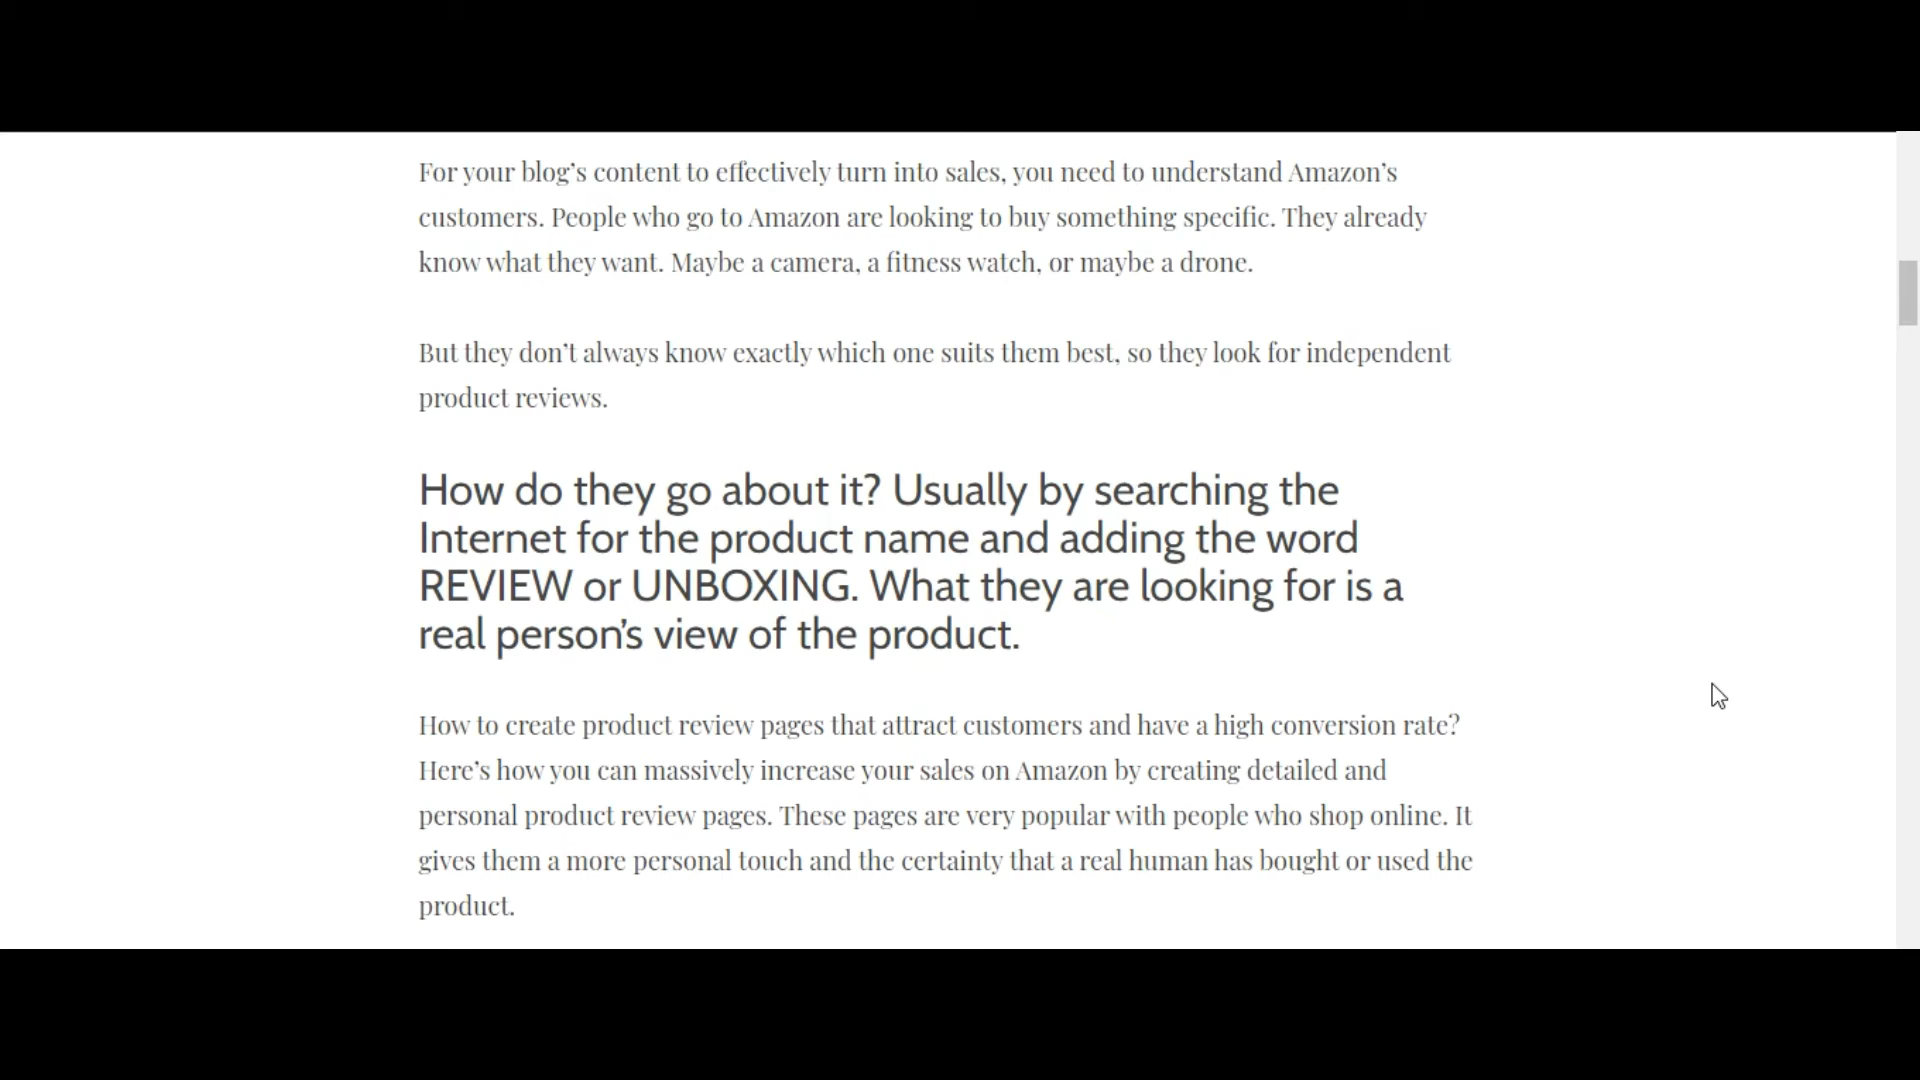 For your blog’s content to effectively turn into sales, you need to understand Amazon’s
customers. People who go to Amazon are looking to buy something specific. They already
know what they want. Maybe a camera, a fitness watch, or maybe a drone.
But they don’t always know exactly which one suits them best, so they look for independent
product reviews.
How do they go about it? Usually by searching the
Internet for the product name and adding the word
REVIEW or UNBOXING. What they are looking for is a
real person’s view of the product.
How to create product review pages that attract customers and have a high conversion rate?
Here’s how you can massively increase your sales on Amazon by creating detailed and
personal product review pages. These pages are very popular with people who shop online. It
gives them a more personal touch and the certainty that a real human has bought or used the
product.